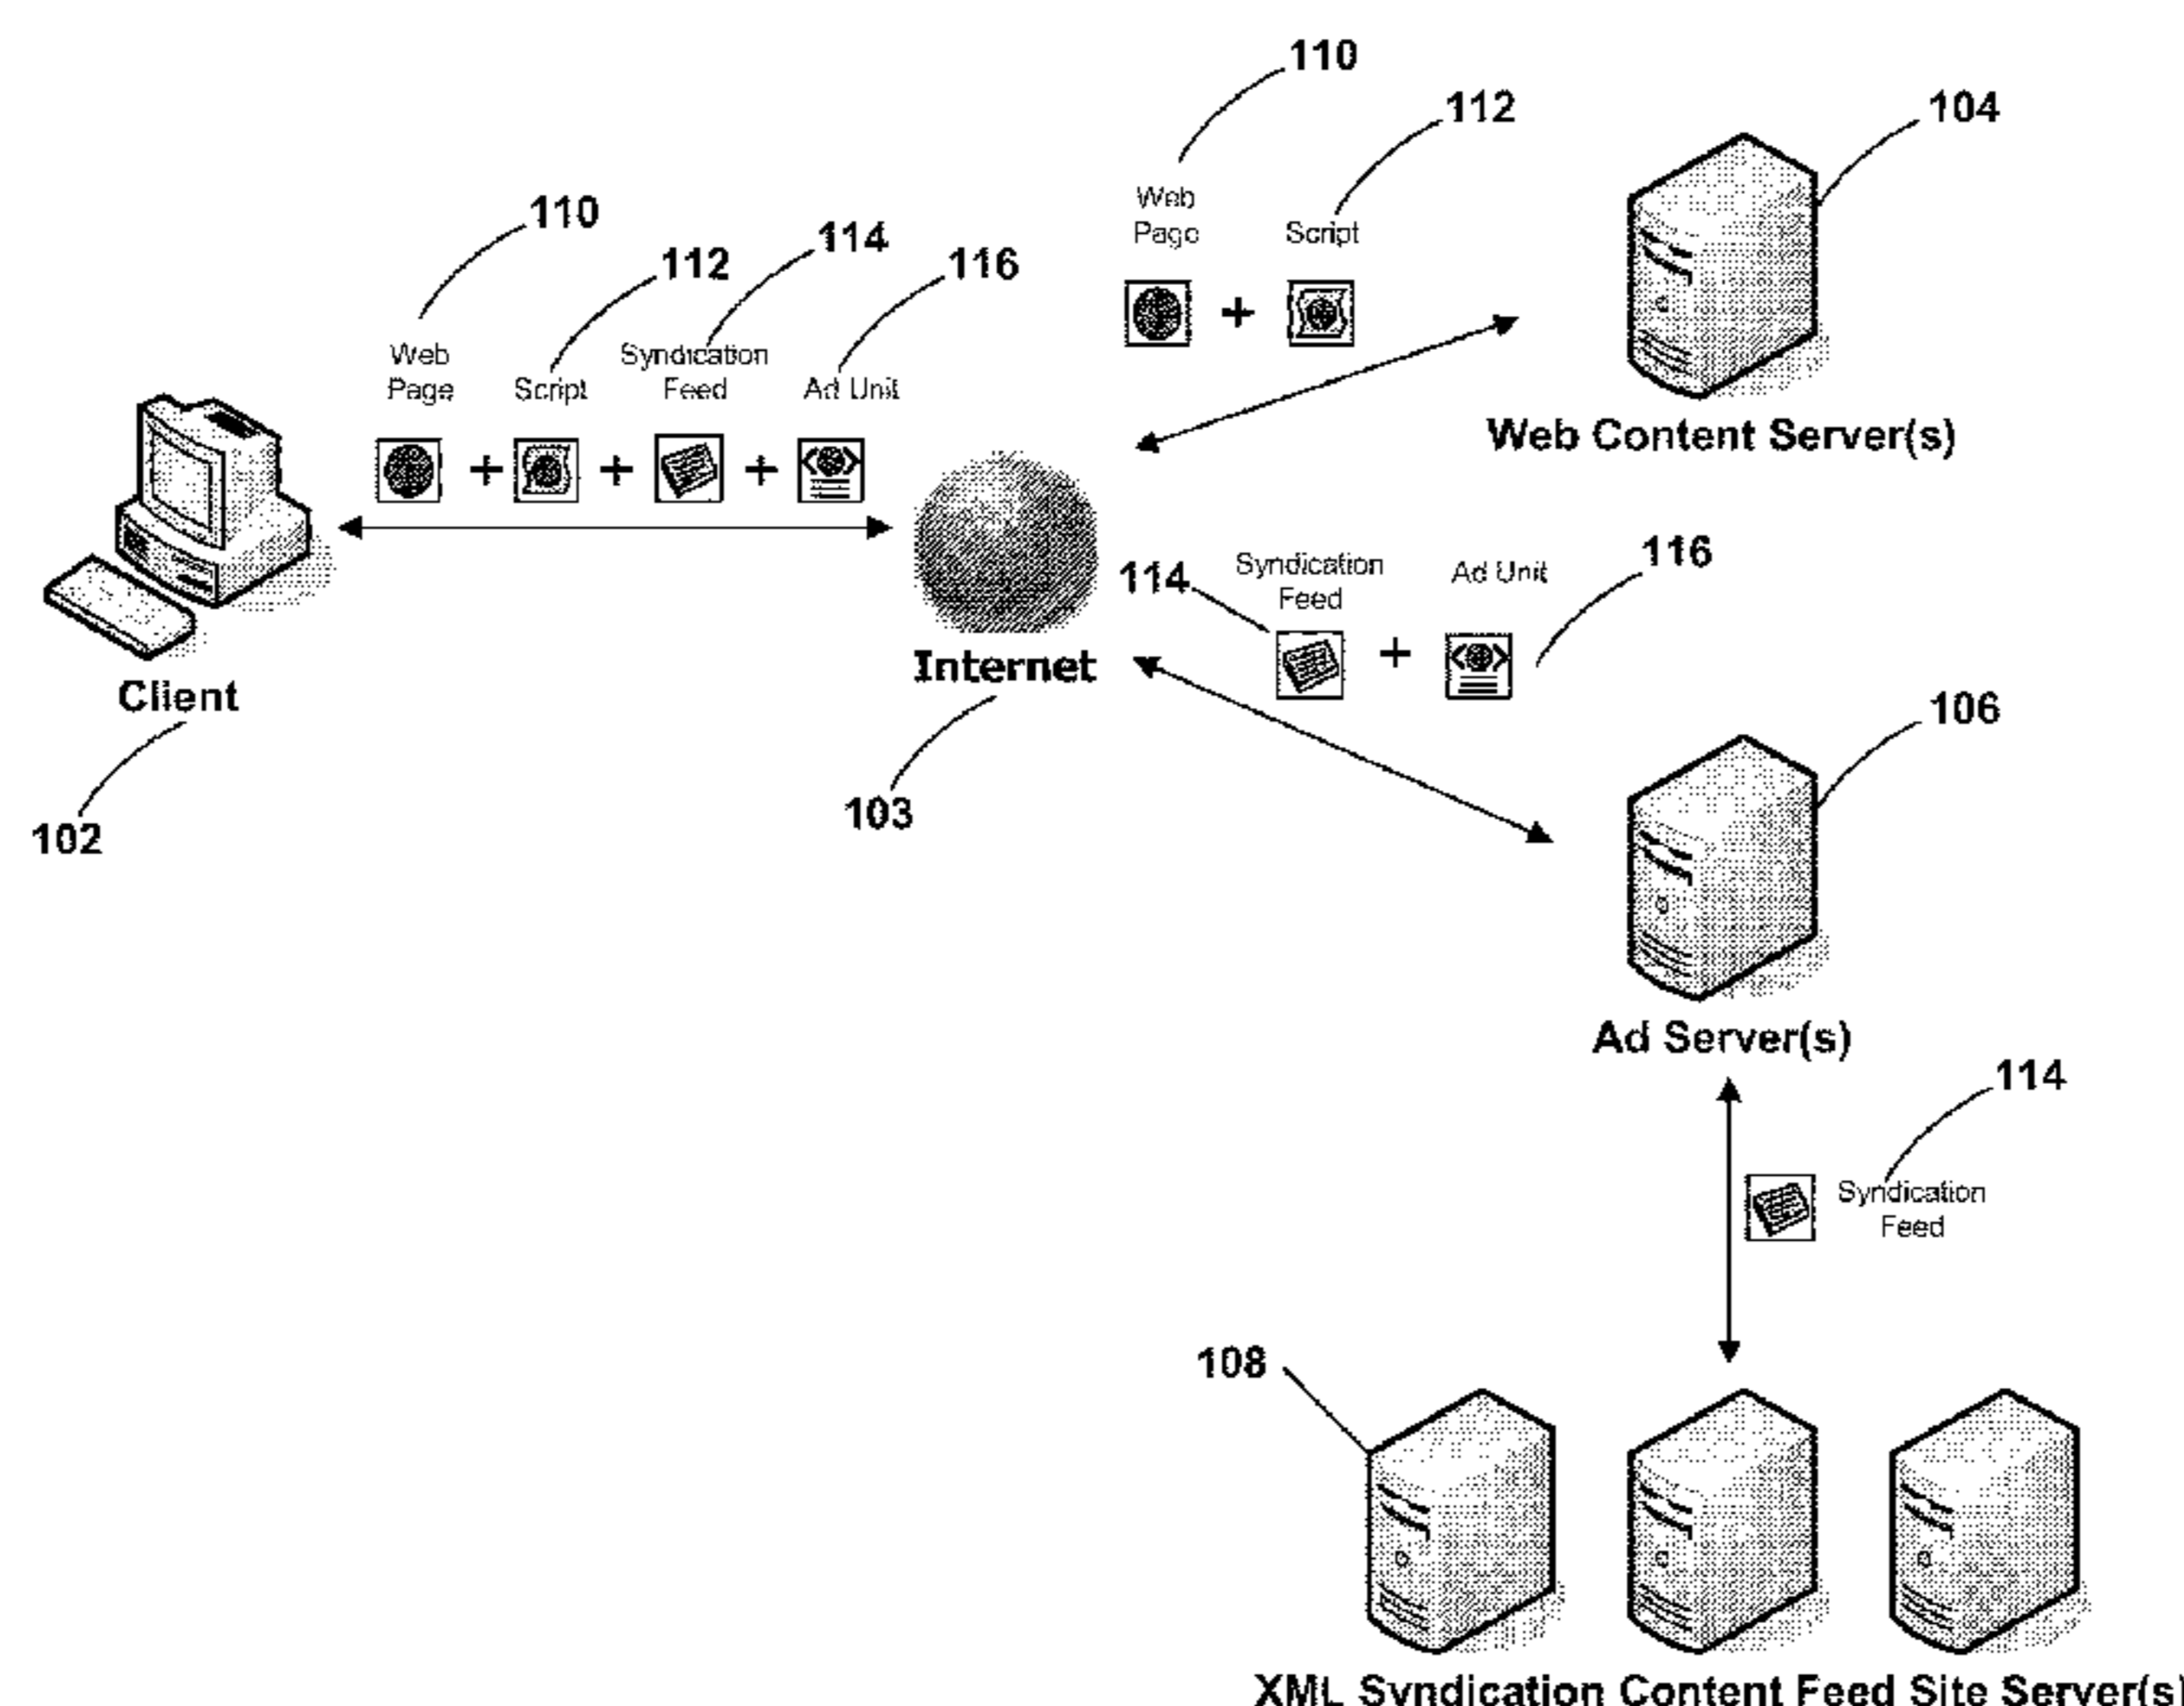 110
112
104
Web
Page
Script
110
114
112
116
Web
Page
Script
Syndication
Feed
Ad Unit
+
+
+
+
Web Content Server(s)
Client
102
Internet
103
114
Syndication
Feed
Ad Unit
116
+
106
Ad Server(s)
114
Syndication
Feed
108
XML Syndication Content Feed Site Server(s